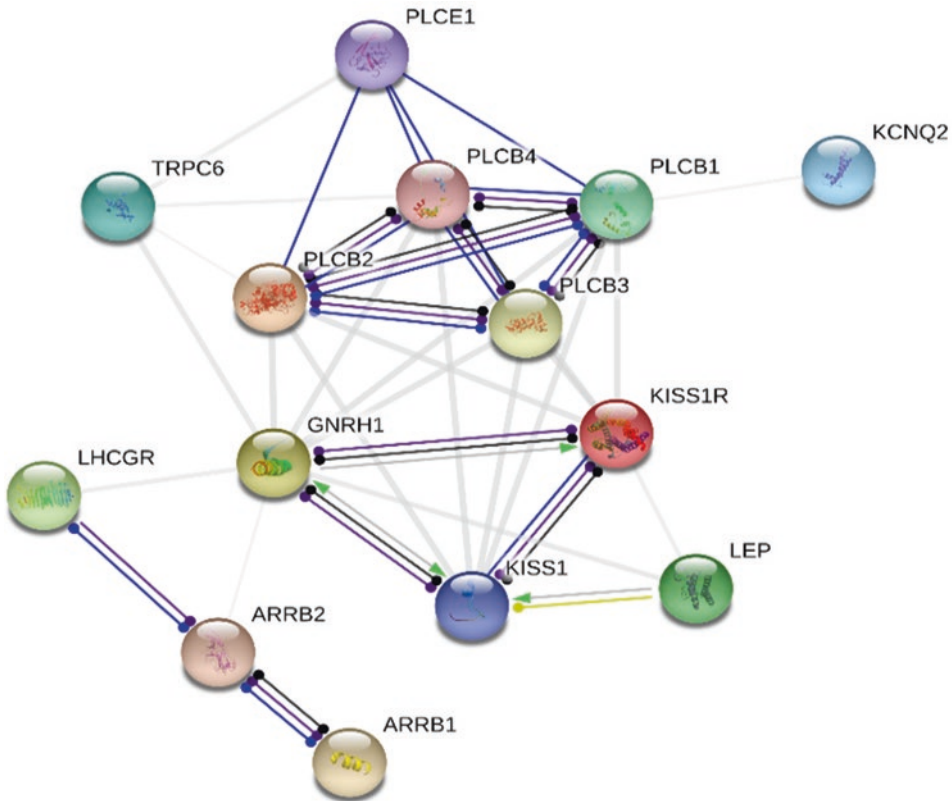 PLCE1
KCNQ2
PLCB4
PLCB1
TRPC6
PLCB2
PLCB3
KISS1R
GNRH1
LHCGR
LEP
KISS1
ARRB2
ARRB1